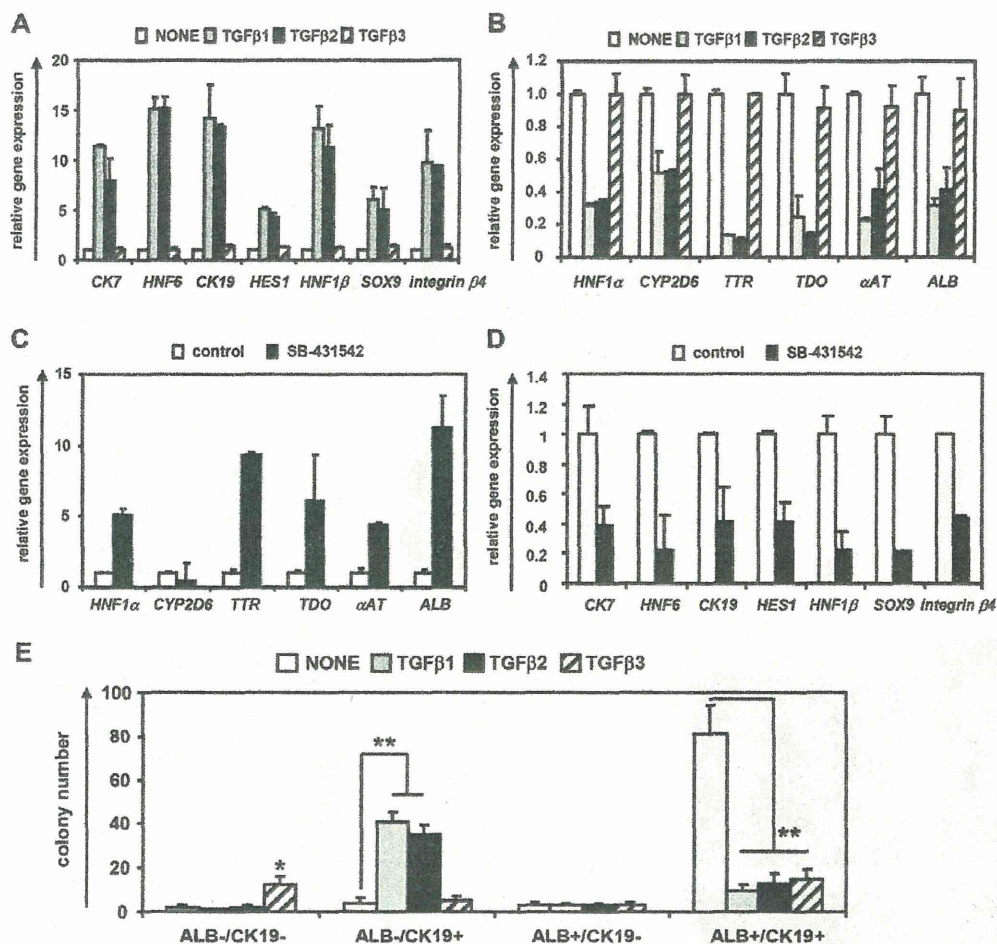 A
NONE TGFβ1 TGFβ2 TGFβ3
relative gene expression
20
15
10
5
0
CK7 HNF6 CK19 HES1 HNF1β SOX9 integrin β4
B
NONE TGFβ1 TGFβ2 TGFβ3
relative gene expression
1.2
1.0
0.8
0.6
0.4
0.2
0
HNF1α CYP2D6 TTR TDO αAT ALB
C
control SB-431542
relative gene expression
15
10
5
0
HNF1α CYP2D6 TTR TDO αAT ALB
D
control SB-431542
relative gene expression
1.4
1.2
1
0.8
0.6
0.4
0.2
0
CK7 HNF6 CK19 HES1 HNF1β SOX9 integrin β4
E
NONE TGFβ1 TGFβ2 TGFβ3
colony number
100
80
60
40
20
0
*
**
**
ALB-/CK19- ALB-/CK19+ ALB+/CK19- ALB+/CK19+